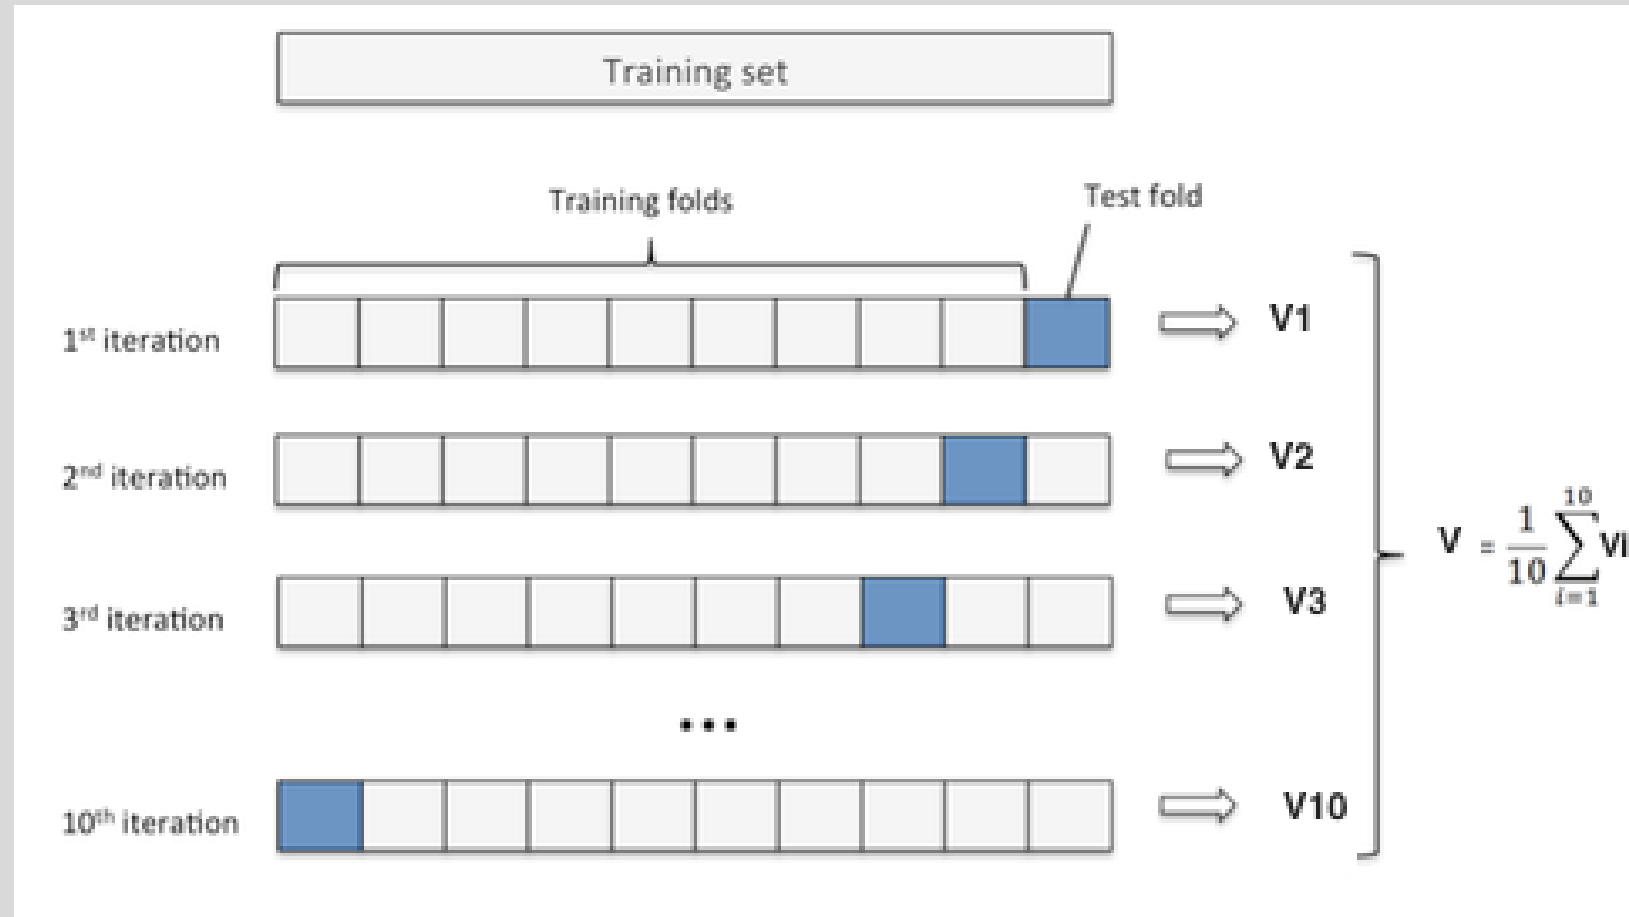 Training set
Training folds
Test fold
1st iteration
V1
2nd iteration
V2
3rd iteration
V3
...
10th iteration
V10
V = 1/10 ∑ i=1 10 Vi